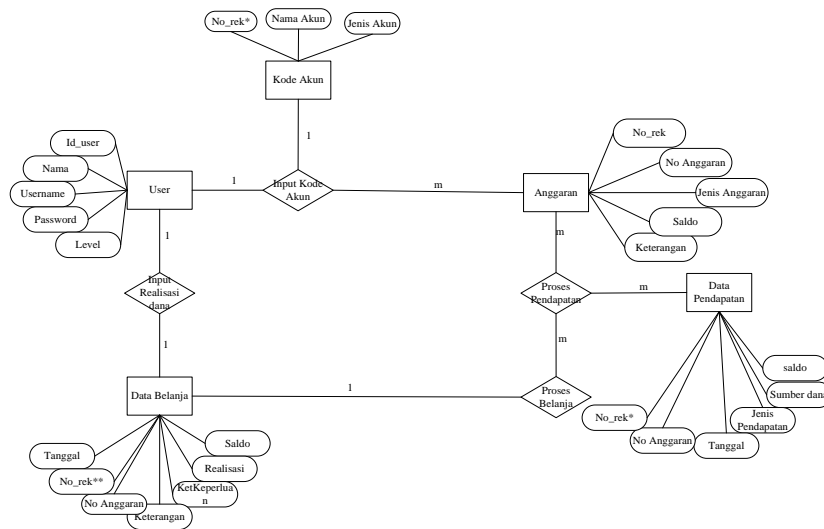 No_rek*
Nama Akun
Jenis Akun
Kode Akun
1
Id_user
Nama
Username
Password
Level
User
1
Input Kode
Akun
m
Anggaran
No_rek
No Anggaran
Jenis Anggaran
Saldo
Keterangan
1
Input
Realisasi
dana
1
m
Proses
Pendapatan
m
Data
Pendapatan
m
Proses
Belanja
1
Data Belanja
saldo
Sumber dana
Jenis
Pendapatan
Tanggal
No Anggaran
No_rek*
Tanggal
No_rek**
No Anggaran
Keterangan
KetKeperlua
n
Realisasi
Saldo